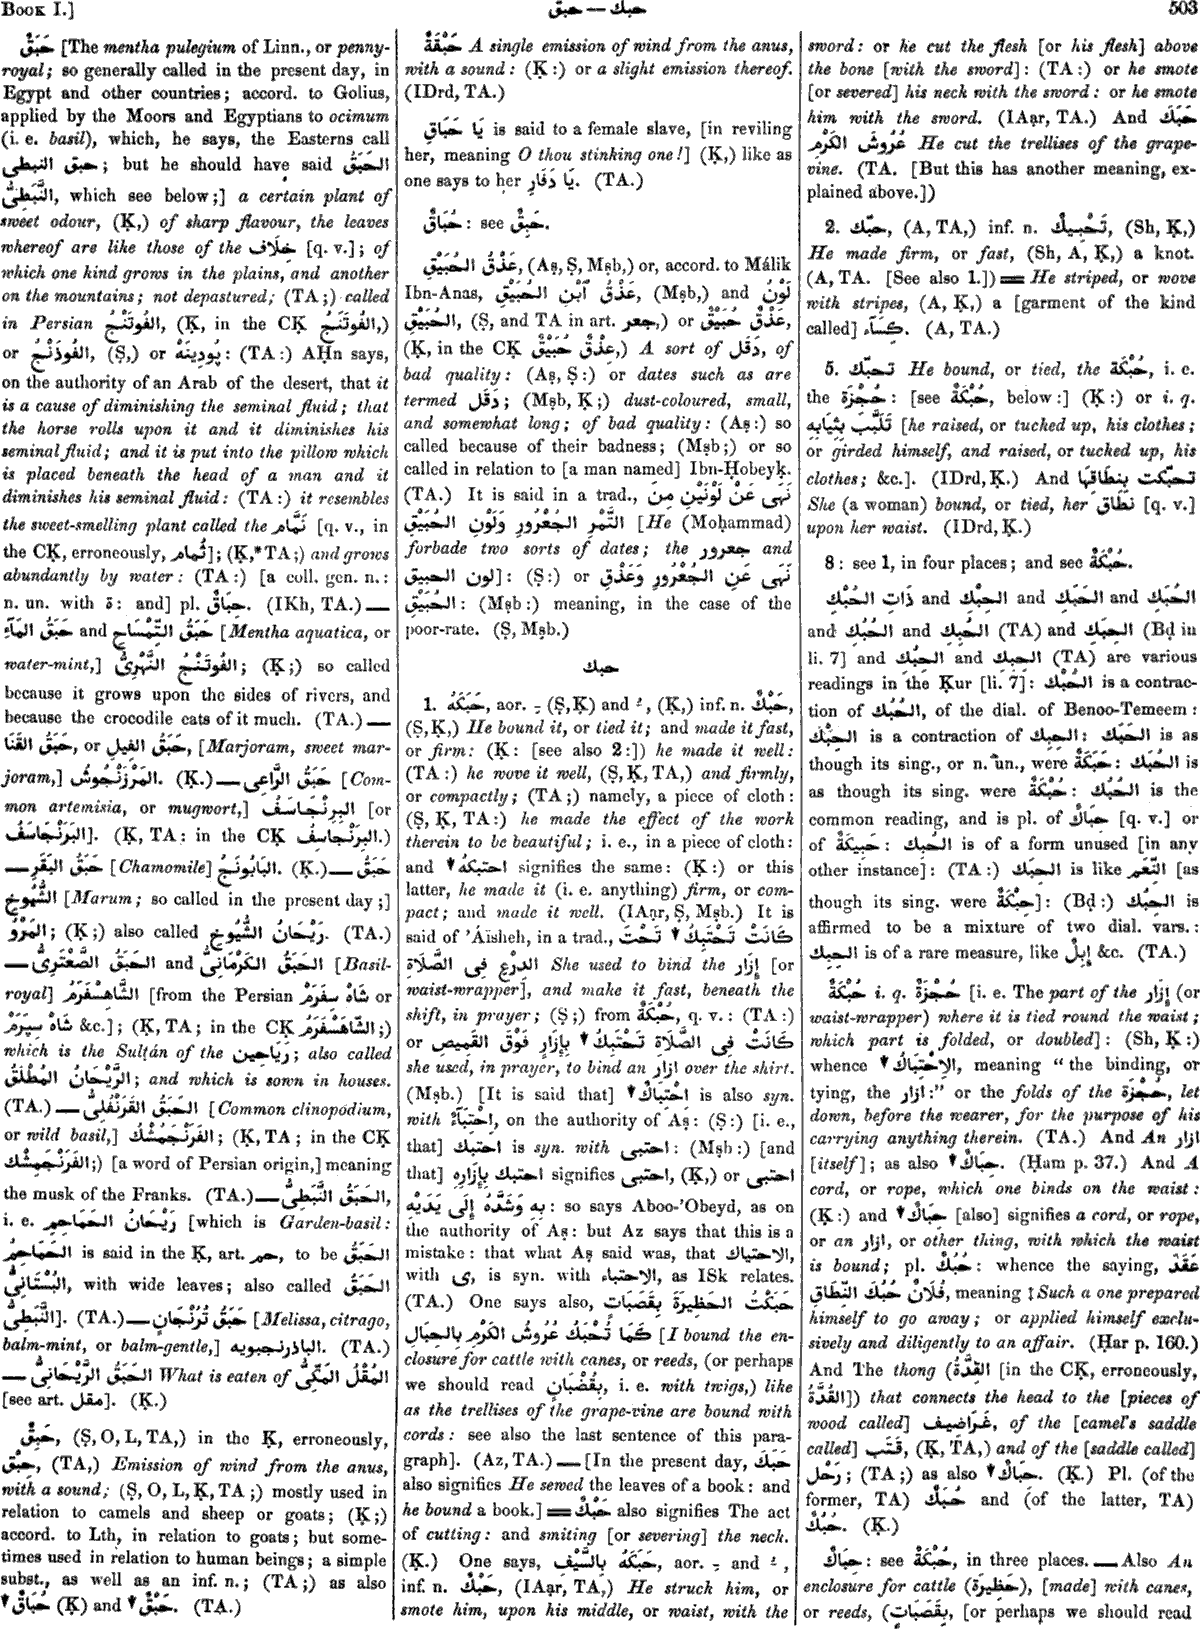 BOOK I.]
حبق — حبك
503
حَبَقٌ [The mentha pulegium of Linn., or penny-
royal; so generally called in the present day, in
Egypt and other countries; accord. to Golius,
applied by the Moors and Egyptians to ocimum
(i. e. basil), which, he says, the Easterns call
حبق النبطى; but he should have said الحَبَقُ
النَّبَطِىُّ, which see below;] a certain plant of
sweet odour, (Ḳ,) of sharp flavour, the leaves
whereof are like those of the خِلَاف [q. v.]; of
which one kind grows in the plains, and another
on the mountains; not depastured; (TA;) called
in Persian الفُوتَنْجُ, (Ḳ, in the CḲ الفُوتَنَجُ,)
or الفُوذَنْجُ, (Ṣ,) or پُودِينَهْ: (TA:) AḤn says,
on the authority of an Arab of the desert, that it
is a cause of diminishing the seminal fluid; that
the horse rolls upon it and it diminishes his
seminal fluid; and it is put into the pillow which
is placed beneath the head of a man and it
diminishes his seminal fluid: (TA:) it resembles
the sweet-smelling plant called the نَمَّام [q. v., in
the CḲ, erroneously, ثُمام]; (Ḳ,* TA;) and grows
abundantly by water: (TA:) [a coll. gen. n.:
n. un. with ة: and] pl. حِبَاقٌ. (IKh, TA.) —
حَبَقُ المَآءِ and حَبَقُ التِّمْسَاحِ [Mentha aquatica, or
water-mint,] الفُوتَنْجُ النَّهْرِىُّ; (Ḳ;) so called
because it grows upon the sides of rivers, and
because the crocodile eats of it much. (TA.) —
حَبَقُ القَنَا, or حَبَقُ الفِيلِ, [Marjoram, sweet mar-
joram,] المَرْزَنْجُوشُ. (Ḳ.) — حَبَقُ الرَّاعِى [Com-
mon artemisia, or mugwort,] البِرِنْجَاسَفُ [or
البَرَنْجَاسَفُ]. (Ḳ, TA: in the CḲ البَرَنْجَاسِفُ.)
— حَبَقُ البَقَرِ [Chamomile] البَابُونَجُ. (Ḳ.) — حَبَقُ
الشُّيُوخِ [Marum; so called in the present day;]
المَرْوُ; (Ḳ;) also called رَيْحَانُ الشُّيُوخِ. (TA.)
— الحَبَقُ الصَّعْتَرِىُّ and الحَبَقُ الكَرْمَانِىُّ [Basil-
royal] الشَّاهِسْفَرَمُ [from the Persian شَاهْ سِفَرَمْ or
شَاهْ سِپَرَمْ &c.]; (Ḳ, TA; in the CḲ الشَّاهَسْفَرَمُ;)
which is the Sulṭán of the رِيَاحِين; also called
الرَّيْحَانُ المُطْلَقُ; and which is sown in houses.
(TA.) — الحَبَقُ القَرَنْفُلِىُّ [Common clinopodium,
or wild basil,] الفَرَنْجَمُشْكُ; (Ḳ, TA; in the CḲ
الفَرَنْجَمِشْك;) [a word of Persian origin,] meaning
the musk of the Franks. (TA.) — الحَبَقُ النَّبَطِىُّ,
i. e. رَيْحَانُ الحَمَاحِمِ [which is Garden-basil:
الحَمَاحِمُ is said in the Ḳ, art. حمر, to be الحَبَقُ
البُسْتَانِىُّ, with wide leaves; also called الحَبَقُ
النَّبَطِىُّ]. (TA.) — حَبَقُ تُرُنْجَانٍ [Melissa, citrago,
balm-mint, or balm-gentle,] الباذرنجبويه. (TA.)
— الحَبَقُ الرَّيْحَانِىُّ What is eaten of المُقْلُ المَكِّىُّ
[see art. مقل]. (Ḳ.)
حَبِقٌ, (Ṣ, O, L, TA,) in the Ḳ, erroneously,
حَبْقٌ, (TA,) Emission of wind from the anus,
with a sound; (Ṣ, O, L, Ḳ, TA;) mostly used in
relation to camels and sheep or goats; (Ḳ;)
accord. to Lth, in relation to goats; but some-
times used in relation to human beings; a simple
subst., as well as an inf. n.; (TA;) as also
حُبَاقٌ (Ḳ) and حَبْقٌ. (TA.)
حَبْقَةٌ A single emission of wind from the anus,
with a sound: (Ḳ:) or a slight emission thereof.
(IDrd, TA.)
يَا حَبَاقِ is said to a female slave, [in reviling
her, meaning O thou stinking one!] (Ḳ,) like as
one says to her يَا دَفَارِ. (TA.)
حُبَاقٌ: see حَبِقٌ.
عَذْقُ الحُبَيْقِ, (Aṣ, Ṣ, Mṣb,) or, accord. to Málik
Ibn-Anas, عَذْقُ ٱبْنِ الحُبَيْقِ, (Mṣb,) and لَوْنُ
الحُبَيْقِ, (Ṣ, and TA in art. جعر,) or عَذْقُ حُبَيْقٍ,
(Ḳ, in the CḲ عِذْقُ حُبَيْقٌ,) A sort of دَقَل, of
bad quality: (Aṣ, Ṣ:) or dates such as are
termed دَقَل; (Mṣb, Ḳ;) dust-coloured, small,
and somewhat long; of bad quality: (Aṣ:) so
called because of their badness; (Mṣb;) or so
called in relation to [a man named] Ibn-Ḥobeyḳ.
(TA.) It is said in a trad., نَهَى عَنْ لَوْنَيْنِ مِنَ
التَّمْرِ الجُعْرُورِ وَلَوْنِ الحُبَيْقِ [He (Moḥammad)
forbade two sorts of dates; the جعرور and
لون الحبيق]: (Ṣ:) or نَهَى عَنِ الجُعْرُورِ وَعَذْقِ
الحُبَيْقِ: (Mṣb:) meaning, in the case of the
poor-rate. (Ṣ, Mṣb.)
حبك
1. حَبَكَهُ, aor. ـِ (Ṣ, Ḳ) and ـُ, (Ḳ,) inf. n. حَبْكٌ,
(Ṣ, Ḳ,) He bound it, or tied it; and made it fast,
or firm: (Ḳ: [see also 2:]) he made it well:
(TA:) he wove it well, (Ṣ, Ḳ, TA,) and firmly,
or compactly; (TA;) namely, a piece of cloth:
(Ṣ, Ḳ, TA:) he made the effect of the work
therein to be beautiful; i. e., in a piece of cloth:
and احتبكهُ signifies the same: (Ḳ:) or this
latter, he made it (i. e. anything) firm, or com-
pact; and made it well. (IAạr, Ṣ, Mṣb.) It is
said of ’Áïsheh, in a trad., كَانَتْ تَحْتَبِكُ تَحْتَ
الدِرْعِ فِى الصَّلَاةِ She used to bind the إِزَار [or
waist-wrapper], and make it fast, beneath the
shift, in prayer; (Ṣ;) from حُبْكَةٌ, q. v.: (TA:)
or كَانَتْ فِى الصَّلَاةِ تَحْتَبِكُ بِإِزَارٍ فَوْقَ القَمِيصِ
she used, in prayer, to bind an ازار over the shirt.
(Mṣb.) [It is said that] اِحْتِبَاكٌ is also syn.
with اِحْتِبَآءٌ, on the authority of Aṣ: (Ṣ:) [i. e.,
that] احتبك is syn. with احتبى: (Mṣb:) [and
that] احتبك بِإِزَارِهِ signifies احتبى, (Ḳ,) or احتبى
بِهِ وَشَدَّهُ إِلَى يَدَيْهِ: so says Aboo-’Obeyd, as on
the authority of Aṣ: but Az says that this is a
mistake: that what Aṣ said was, that الاحتياك,
with ى, is syn. with الاحتباء, as ISk relates.
(TA.) One says also, حَبَكْتُ الحَظِيرَةَ بِقَصَبَاتٍ
كَمَا تُحْبَكُ عُرُوشُ الكَرْمِ بِالحِبَالِ [I bound the en-
closure for cattle with canes, or reeds, (or perhaps
we should read بِقُضْبَانٍ, i. e. with twigs,) like
as the trellises of the grape-vine are bound with
cords: see also the last sentence of this para-
graph]. (Az, TA.) — [In the present day, حَبَكَ
also signifies He sewed the leaves of a book: and
he bound a book.] = حَبْكٌ also signifies The act
of cutting: and smiting [or severing] the neck.
(Ḳ.) One says, حَبَكَهُ بِالسَّيْفِ, aor. ـِ and ـُ,
inf. n. حَبْكٌ, (IAạr, TA,) He struck him, or
smote him, upon his middle, or waist, with the
sword: or he cut the flesh [or his flesh] above
the bone [with the sword]: (TA:) or he smote
[or severed] his neck with the sword: or he smote
him with the sword. (IAạr, TA.) And حَبَكَ
عُرُوشَ الكَرْمِ He cut the trellises of the grape-
vine. (TA. [But this has another meaning, ex-
plained above.])
2. حبّك, (A, TA,) inf. n. تَحْبِيكٌ, (Sh, Ḳ,)
He made firm, or fast, (Sh, A, Ḳ,) a knot.
(A, TA. [See also 1.]) = He striped, or wove
with stripes, (A, Ḳ,) a [garment of the kind
called] كِسَآء. (A, TA.)
5. تحبّك He bound, or tied, the حُبْكَة, i. e.
the حُجْزَة: [see حُبْكَةٌ, below:] (Ḳ:) or i. q.
تَلَبَّبَ بِثِيَابِهِ [he raised, or tucked up, his clothes;
or girded himself, and raised, or tucked up, his
clothes; &c.]. (IDrd, Ḳ.) And تحبّكت بِنِطَاقِهَا
She (a woman) bound, or tied, her نِطَاق [q. v.]
upon her waist. (IDrd, Ḳ.)
8: see 1, in four places; and see حُبْكَةٌ.
ذَاتِ الحُبُكِ and الحِبِكِ and الحَبَكِ and الحُبَكِ
and الحُبْكِ and الحُبِكِ (TA) and الحِبَكِ (Bḍ in
li. 7] and الحِبُكِ and الحِبْكِ (TA) are various
readings in the Ḳur [li. 7]: الحُبْكِ is a contrac-
tion of الحُبُكِ, of the dial. of Benoo-Temeem:
الحِبْكِ is a contraction of الحِبِكِ: الحَبَكِ is as
though its sing., or n. un., were حَبَكَةٌ: الحُبَكِ is
as though its sing. were حُبْكَةٌ: الحُبُكِ is the
common reading, and is pl. of حِبَاكٌ [q. v.] or
of حَبِيكَةٌ: الحُبِكِ is of a form unused [in any
other instance]: (TA:) الحِبَكِ is like النِّعَمِ [as
though its sing. were حِبْكَةٌ]: (Bḍ:) الحِبُكِ is
affirmed to be a mixture of two dial. vars.:
الحِبِكِ is of a rare measure, like إِبِلٌ &c. (TA.)
حُبْكَةٌ i. q. حُجْزَةٌ [i. e. The part of the إِزَار (or
waist-wrapper) where it is tied round the waist;
which part is folded, or doubled]: (Sh, Ḳ:)
whence الاِحْتِبَاكُ, meaning "the binding, or
tying, the ازار:" or the folds of the حُجْزَة, let
down, before the wearer, for the purpose of his
carrying anything therein. (TA.) And An ازار
[itself]; as also حِبَاكٌ. (Ḥam p. 37.) And A
cord, or rope, which one binds on the waist:
(Ḳ:) and حِبَاكٌ [also] signifies a cord, or rope,
or an ازار, or other thing, with which the waist
is bound; pl. حُبُكٌ: whence the saying, عَقَدَ
فُلَانٌ حُبُكَ النِّطَاقِ, meaning ‡ Such a one prepared
himself to go away; or applied himself exclu-
sively and diligently to an affair. (Ḥar p. 160.)
And The thong (القِدَّةُ [in the CḲ, erroneously,
القُدَّةُ]) that connects the head to the [pieces of
wood called] غَرَاضِيف, of the [camel's saddle
called] قَتَب, (Ḳ, TA,) and of the [saddle called]
رَحْل; (TA;) as also حِبَاكٌ. (Ḳ.) Pl. (of the
former, TA) حُبَكٌ and (of the latter, TA)
حُبُكٌ. (Ḳ.)
حِبَاكٌ: see حُبْكَةٌ, in three places. — Also An
enclosure for cattle (حَظِيرَة), [made] with canes,
or reeds, (بِقَصَبَاتٍ, [or perhaps we should read